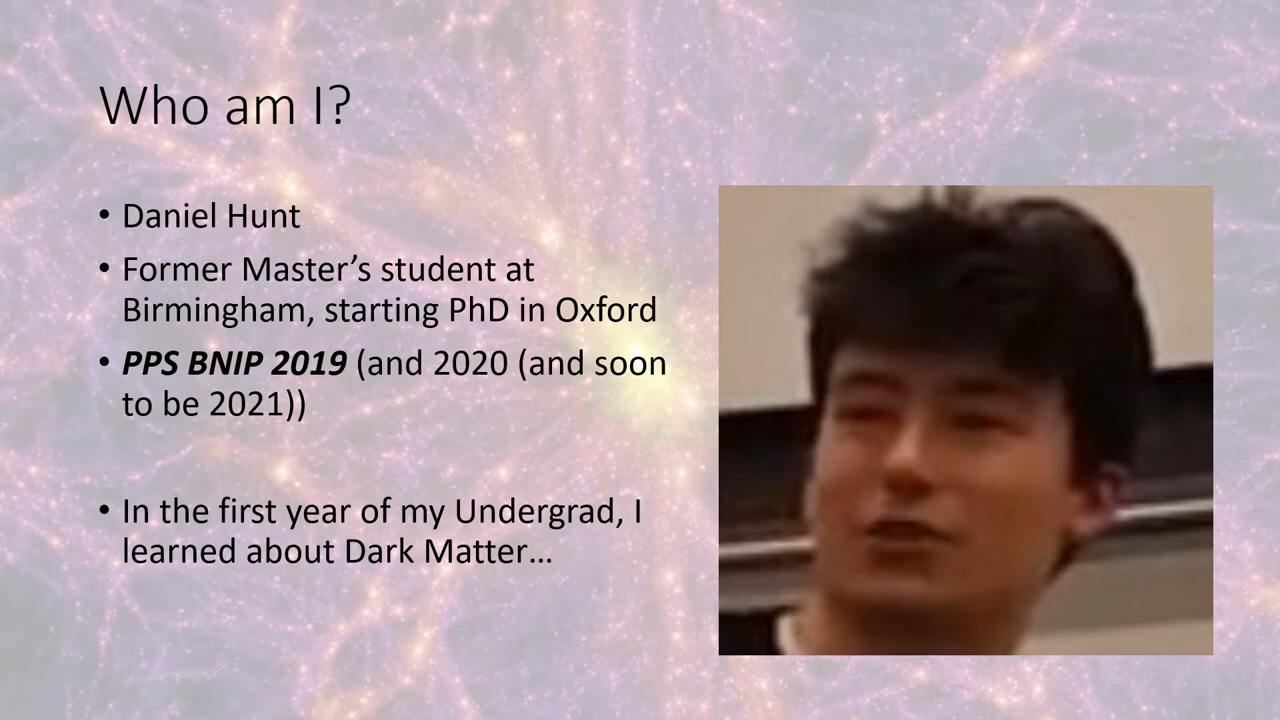 Who am I?
• Daniel Hunt
• Former Master’s student at
Birmingham, starting PhD in Oxford
• PPS BNIP 2019 (and 2020 (and soon
to be 2021))
• In the first year of my Undergrad, I
learned about Dark Matter…